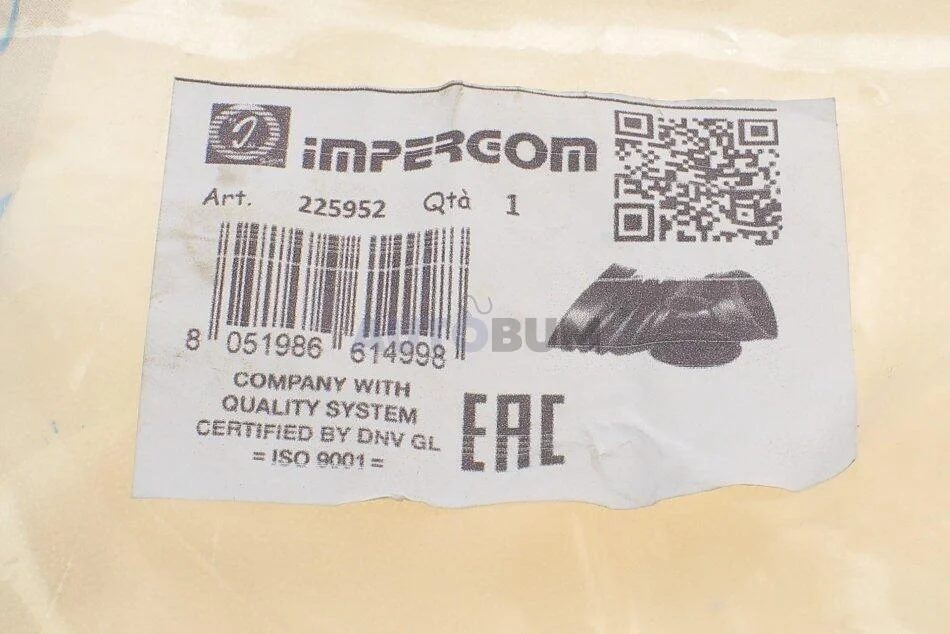 IMPERGOM
Art. 225952 Qtà 1
8 051986 614998
AUTOBUM
COMPANY WITH
QUALITY SYSTEM
CERTIFIED BY DNV GL
= ISO 9001 =
EAC